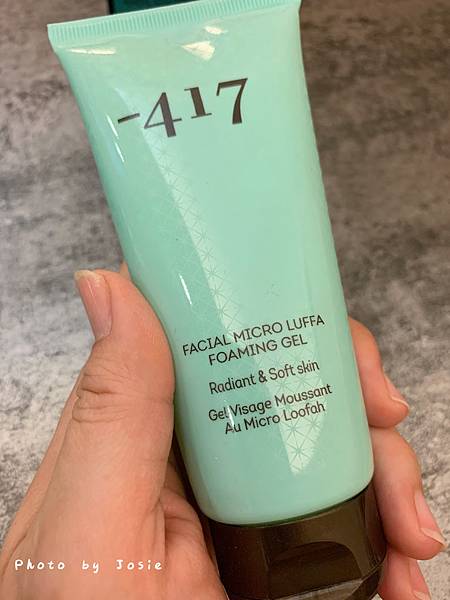 -417
FACIAL MICRO LUFFA
FOAMING GEL
Radiant & Soft skin
Gel Visage Moussant
Au Micro Loofah
Photo by Josie